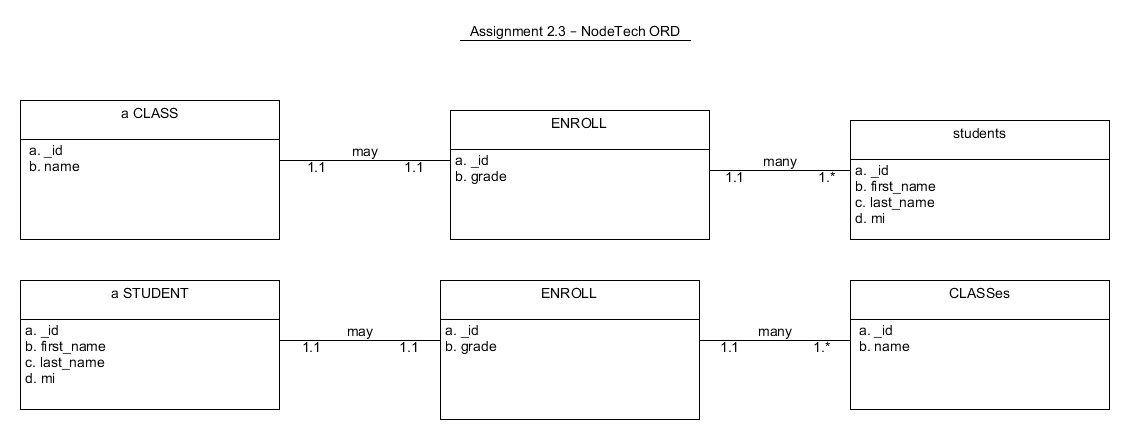 Assignment 2.3 – NodeTech ORD
a CLASS
a. _id
b. name
may
1.1
1.1
ENROLL
a. _id
b. grade
many
1.1
1.*
students
a. _id
b. first_name
c. last_name
d. mi
a STUDENT
a. _id
b. first_name
c. last_name
d. mi
may
1.1
1.1
ENROLL
a. _id
b. grade
many
1.1
1.*
CLASSes
a. _id
b. name